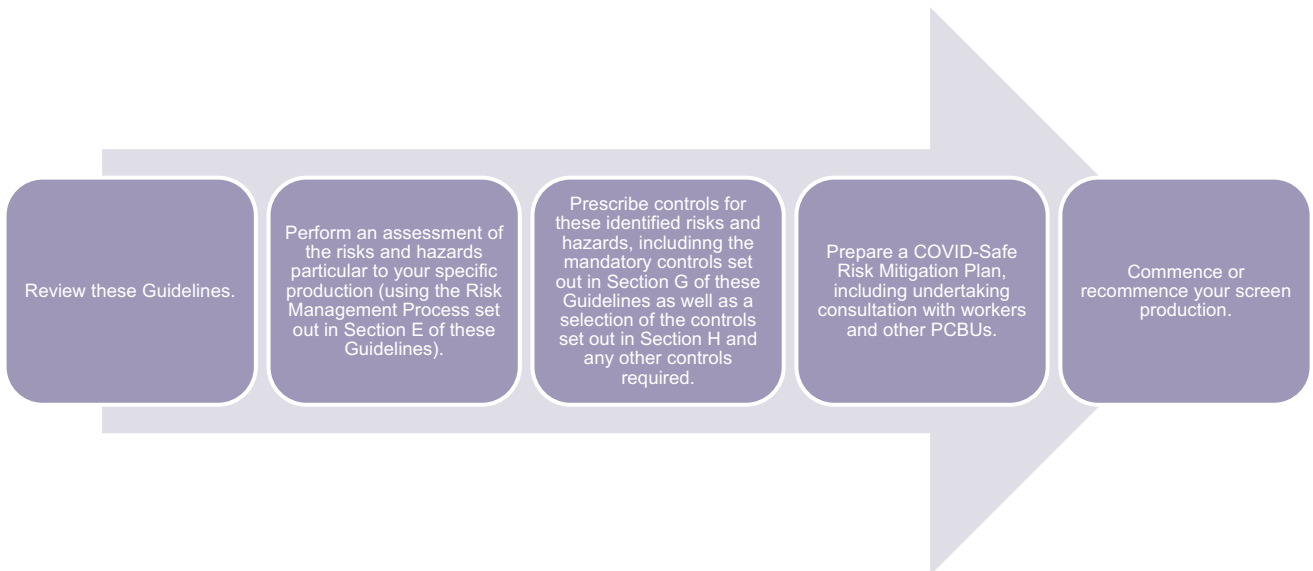 Review these Guidelines.
Perform an assessment of
the risks and hazards
particular to your specific
production (using the Risk
Management Process set
out in Section E of these
Guidelines).
Prescribe controls for
these identified risks and
hazards, includinng the
mandatory controls set
out in Section G of these
Guidelines as well as a
selection of the controls
set out in Section H and
any other controls
required.
Prepare a COVID-Safe
Risk Mitigation Plan,
including undertaking
consultation with workers
and other PCBUs.
Commence or
recommence your screen
production.